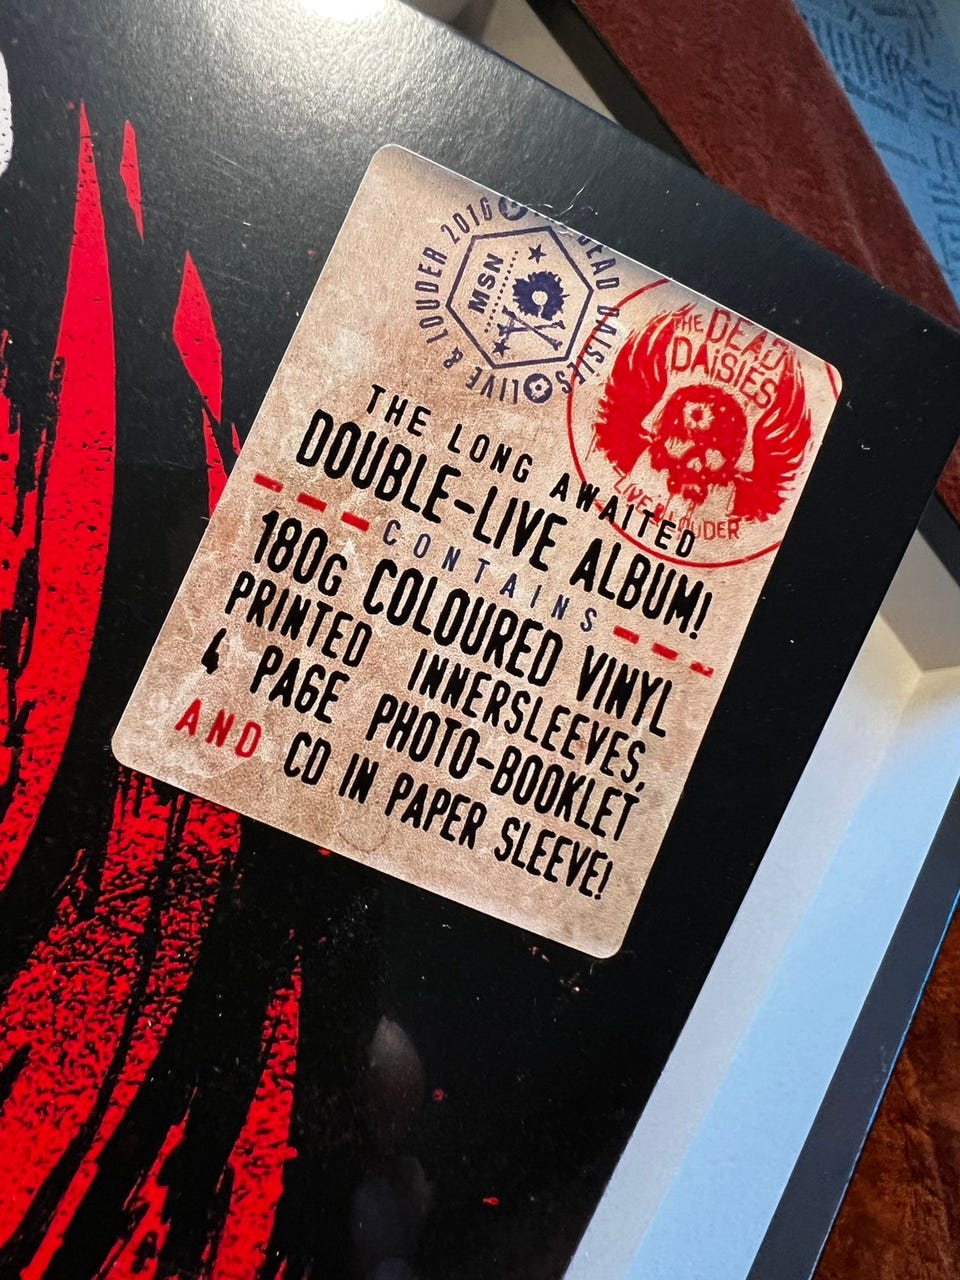 LIVE & LOUDER 2016
DEAD DAISIES
MSN
THE DEAD
DAISIES
LIVE & LOUDER
THE LONG AWAITED
DOUBLE-LIVE ALBUM!
CONTAINS
180G COLOURED VINYL
PRINTED INNERSLEEVES,
4 PAGE PHOTO-BOOKLET
AND CD IN PAPER SLEEVE!